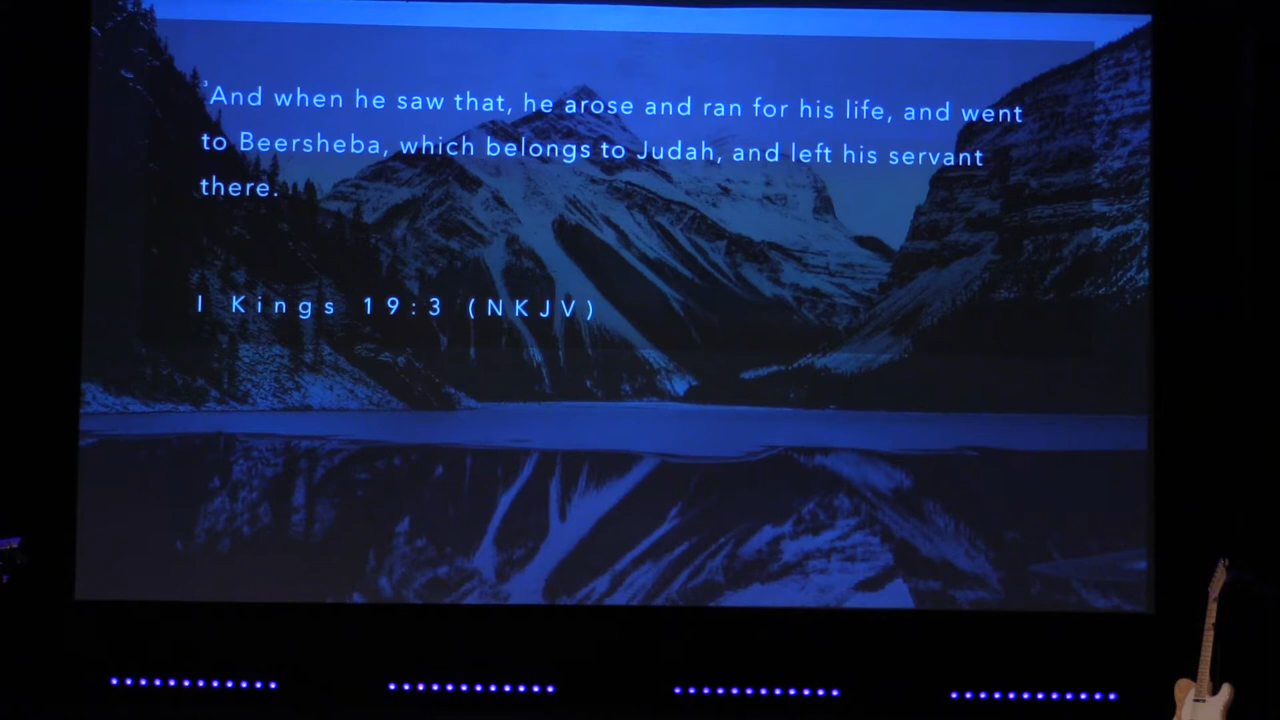 ³And when he saw that, he arose and ran for his life, and went
to Beersheba, which belongs to Judah, and left his servant
there.
I Kings 19:3 (NKJV)